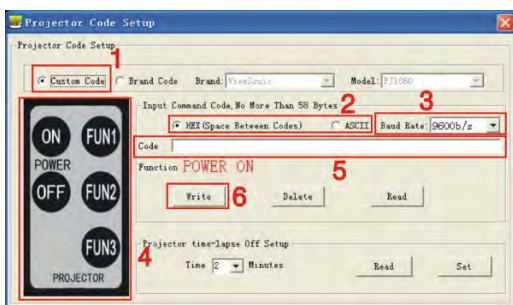 Projector Code Setup
Projector Code Setup
1
Custom Code Brand Code Brand: ViewSonic Model: PJ1060
Input Command Code, No More Than 58 Bytes
2
3
HEX(Space Between Codes) ASCII Baud Rate: 9600b/s
Code
5
Function POWER ON
Write 6 Delete Read
ON FUN1
POWER
OFF FUN2
FUN3
PROJECTOR
4
Projector time-lapse Off Setup
Time 2 Minutes Read Set